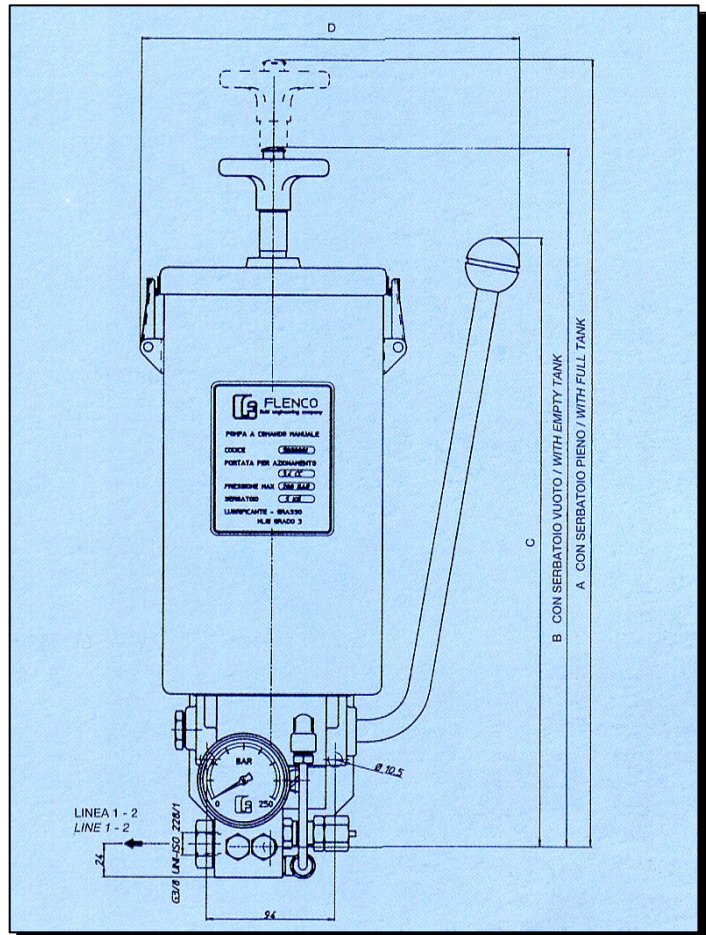 D
FLENCO
fluid engineering company
POMPA A COMANDO MANUALE
CODICE
PORTATA PER AZIONAMENTO
PRESSIONE MAX
SERBATOIO
LUBRIFICANTE - GRASSO
NLGI GRADO 3
C
B CON SERBATOIO VUOTO / WITH EMPTY TANK
A CON SERBATOIO PIENO / WITH FULL TANK
BAR
0 250
Ø 10.5
LINEA 1 - 2
LINE 1 - 2
24
G3/8 UNI-ISO 228/1
94